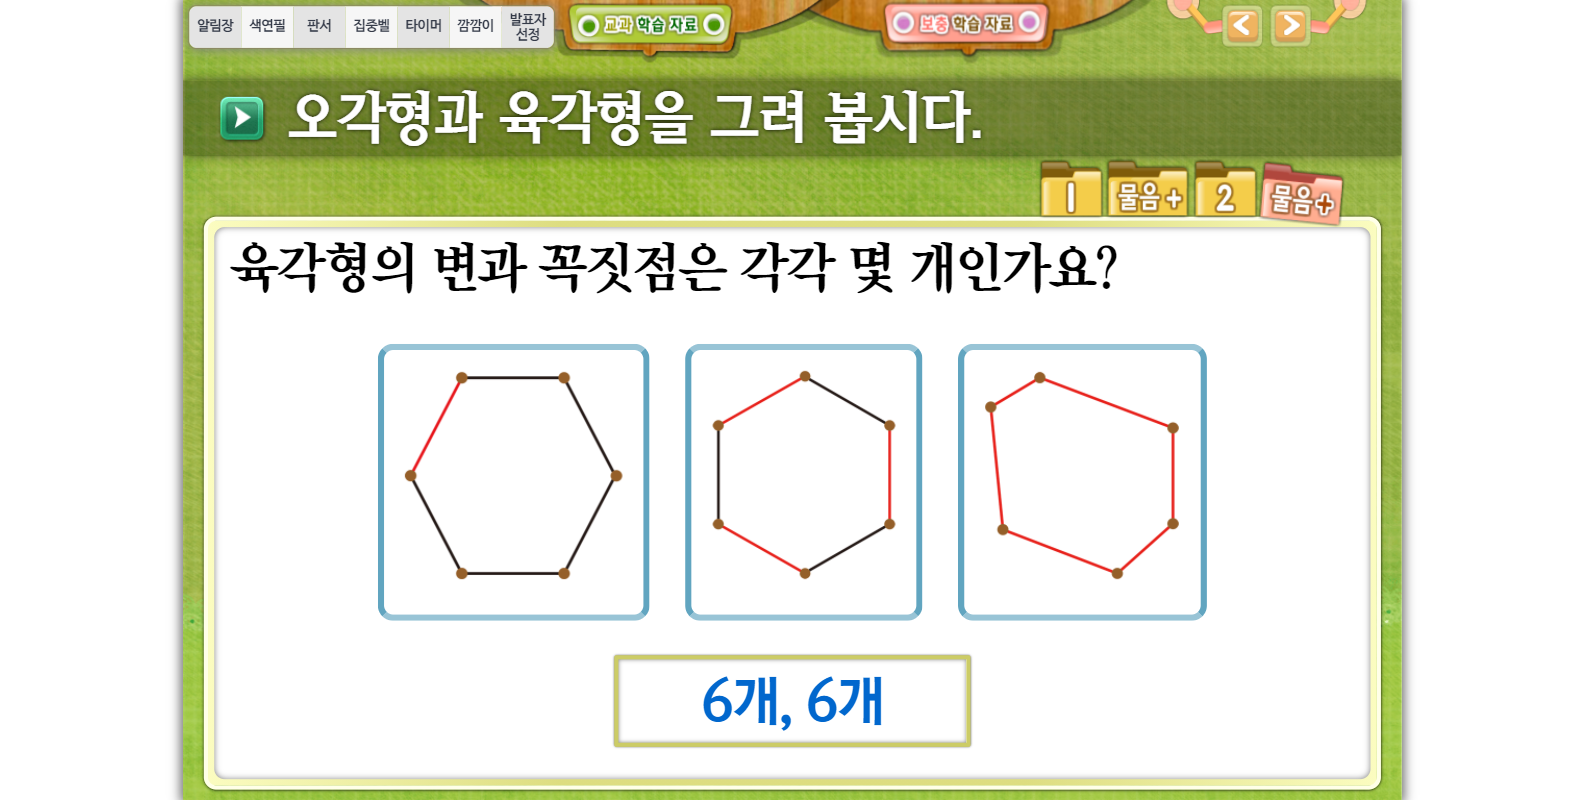 알림장 색연필 판서 집중벨 타이머 깜깜이 발표자 선정
교과 학습 자료
보충 학습 자료
오각형과 육각형을 그려 봅시다.
1 물음+ 2 물음+
육각형의 변과 꼭짓점은 각각 몇 개인가요?
6개, 6개